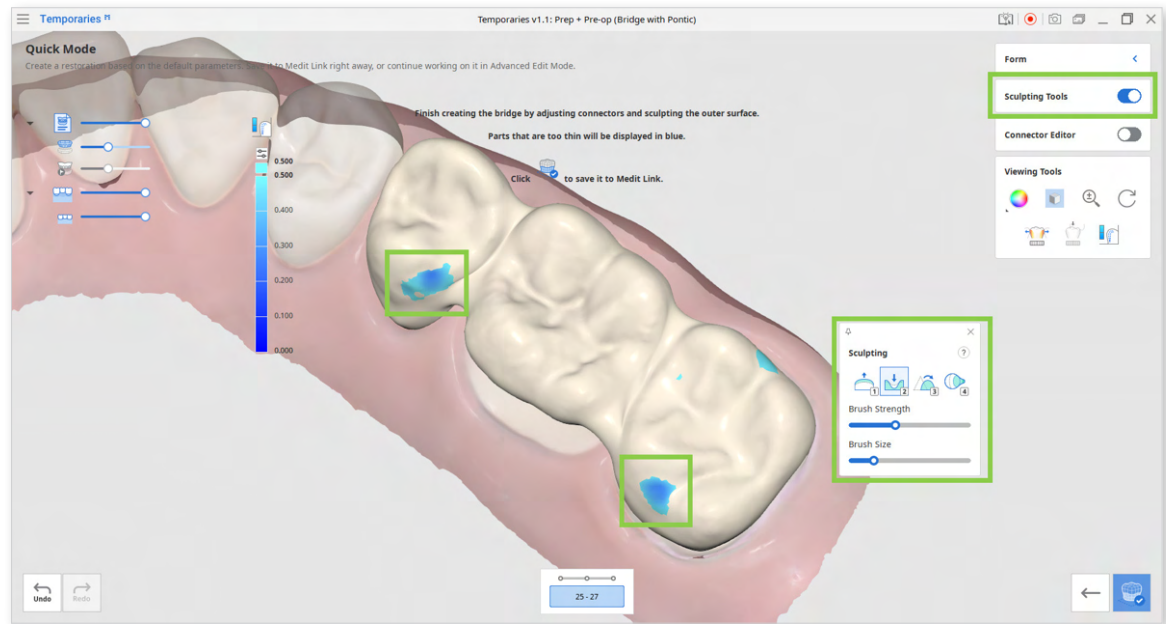 Temporaries
Temporaries v1.1: Prep + Pre-op (Bridge with Pontic)
Quick Mode
Create a restoration based on the default parameters. Save it to Medit Link right away, or continue working on it in Advanced Edit Mode.
Finish creating the bridge by adjusting connectors and sculpting the outer surface.
Parts that are too thin will be displayed in blue.
Click to save it to Medit Link.
0.500
0.500
0.400
0.300
0.200
0.100
0.000
Form
Sculpting Tools
Connector Editor
Viewing Tools
Sculpting
?
1 2 3 4
Brush Strength
Brush Size
Undo
Redo
25 - 27